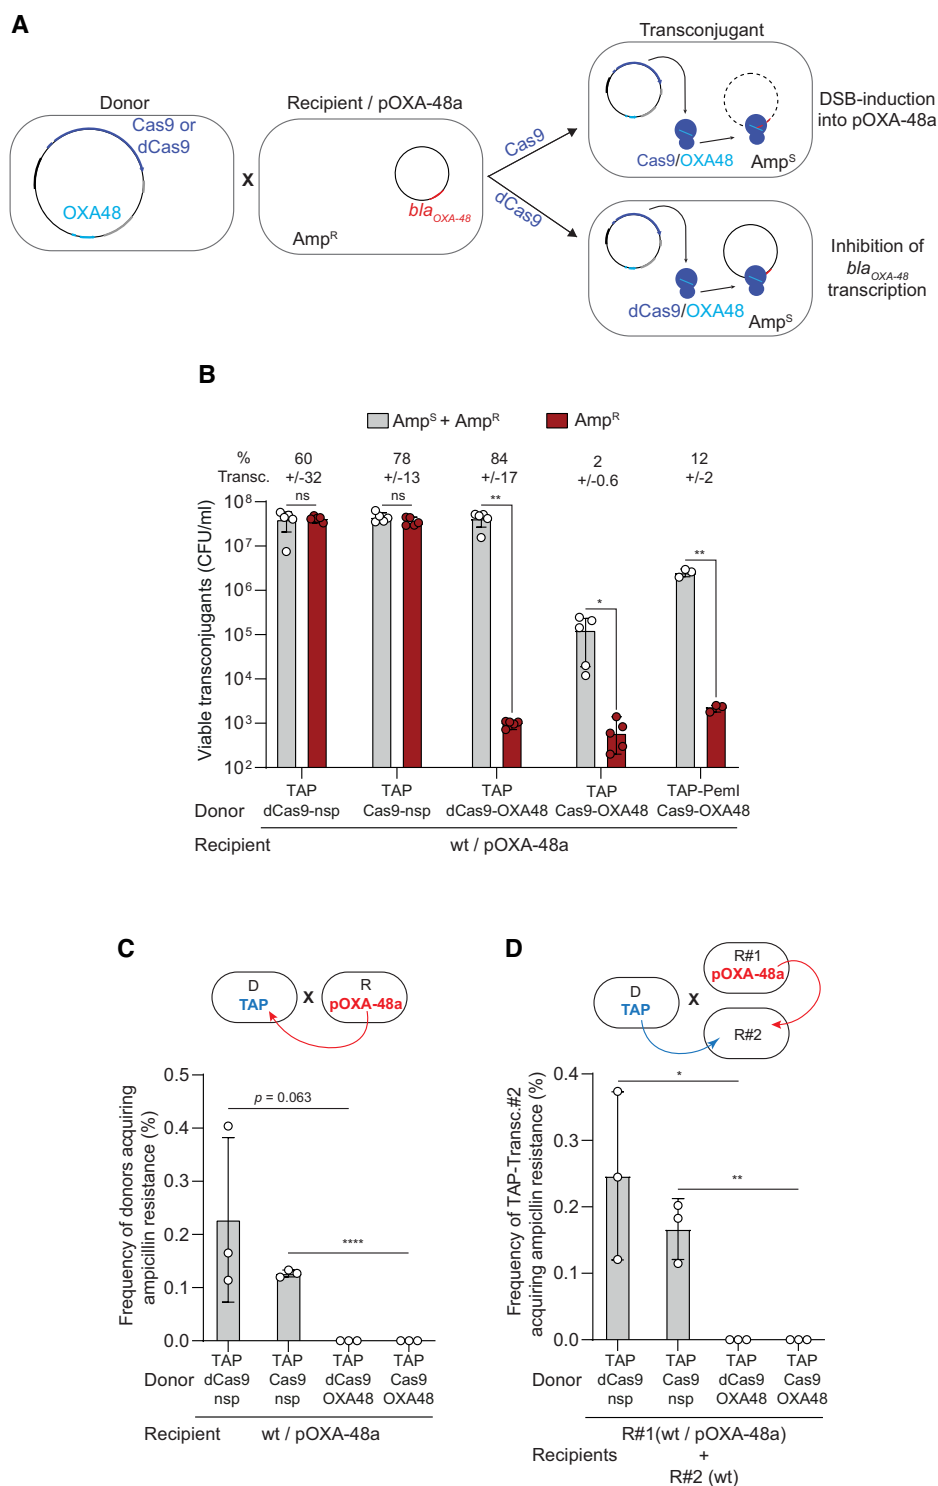 A
Donor
Cas9 or
dCas9
OXA48
X
Recipient / pOXA-48a
bla OXA-48
Amp^R
Cas9
dCas9
Transconjugant
Cas9/OXA48
Amp^S
DSB-induction
into pOXA-48a
dCas9/OXA48
Amp^S
Inhibition of
bla OXA-48
transcription
B
Amp^S + Amp^R
Amp^R
%
Transc.
60
+/-32
78
+/-13
84
+/-17
2
+/-0.6
12
+/-2
ns
ns
**
*
**
Viable transconjugants (CFU/ml)
10^8
10^7
10^6
10^5
10^4
10^3
10^2
Donor
TAP
dCas9-nsp
TAP
Cas9-nsp
TAP
dCas9-OXA48
TAP
Cas9-OXA48
TAP-PemI
Cas9-OXA48
Recipient
wt / pOXA-48a
C
D
TAP
X
R
pOXA-48a
Frequency of donors acquiring
ampicillin resistance (%)
0.5
0.4
0.3
0.2
0.1
0.0
p = 0.063
****
Donor
TAP
dCas9
nsp
TAP
Cas9
nsp
TAP
dCas9
OXA48
TAP
Cas9
OXA48
Recipient
wt / pOXA-48a
D
D
TAP
X
R#1
pOXA-48a
R#2
Frequency of TAP-Transc.#2
acquiring ampicillin resistance (%)
0.4
0.3
0.2
0.1
0.0
*
**
Donor
TAP
dCas9
nsp
TAP
Cas9
nsp
TAP
dCas9
OXA48
TAP
Cas9
OXA48
Recipients
R#1(wt / pOXA-48a)
+
R#2 (wt)